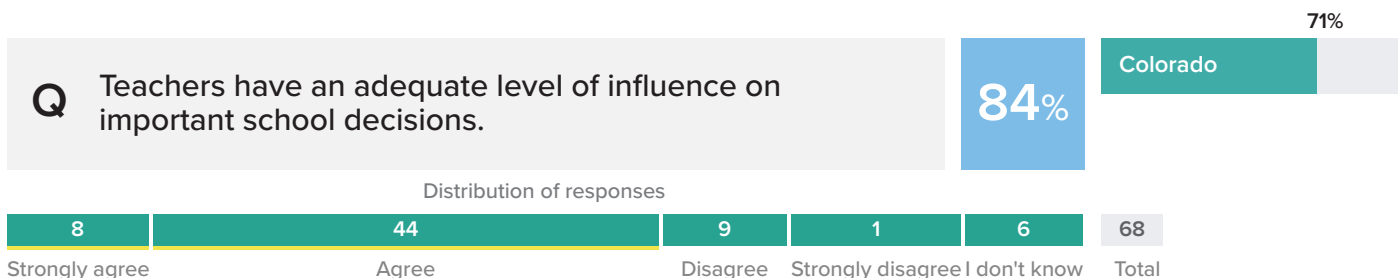 71%
Q
Teachers have an adequate level of influence on
important school decisions.
84%
Colorado
Distribution of responses
8 44 9 1 6 68
Strongly agree Agree Disagree Strongly disagree I don't know Total